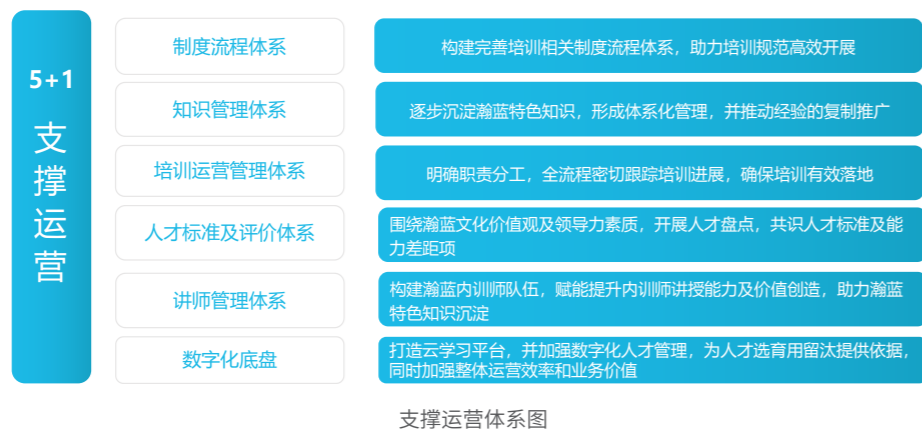 5+1
支撑运营
制度流程体系
构建完善培训相关制度流程体系，助力培训规范高效开展
知识管理体系
逐步沉淀瀚蓝特色知识，形成体系化管理，并推动经验的复制推广
培训运营管理体系
明确职责分工，全流程密切跟踪培训进展，确保培训有效落地
人才标准及评价体系
围绕瀚蓝文化价值观及领导力素质，开展人才盘点，共识人才标准及能
力差距项
讲师管理体系
构建瀚蓝内训师队伍，赋能提升内训师讲授能力及价值创造，助力瀚蓝
特色知识沉淀
数字化底盘
打造云学习平台，并加强数字化人才管理，为人才选育用留汰提供依据，
同时加强整体运营效率和业务价值
支撑运营体系图